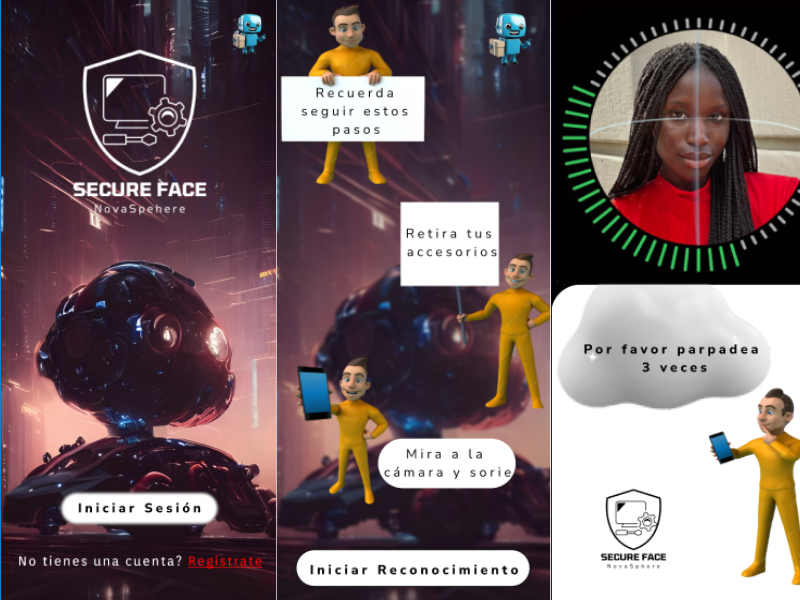 SECURE FACE
NovaSpehere
Iniciar Sesión
No tienes una cuenta? Regístrate
Recuerda
seguir estos
pasos
Retira tus
accesorios
Mira a la
cámara y sorie
Iniciar Reconocimiento
Por favor parpadea
3 veces
SECURE FACE
NovaSphere